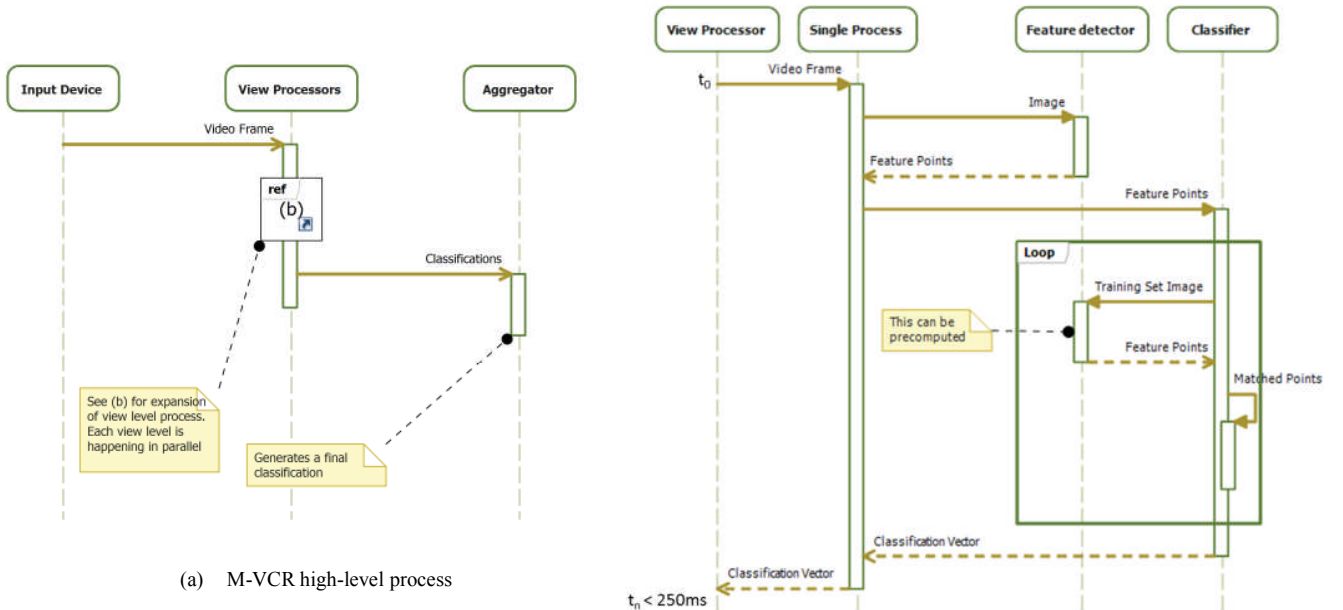 Input Device
View Processors
Aggregator
Video Frame
ref
(b)
Classifications
See (b) for expansion
of view level process.
Each view level is
happening in parallel
Generates a final
classification
(a) M-VCR high-level process
View Processor
Single Process
Feature detector
Classifier
t0
Video Frame
Image
Feature Points
Feature Points
Loop
Training Set Image
This can be
precomputed
Feature Points
Matched Points
Classification Vector
Classification Vector
tn < 250ms